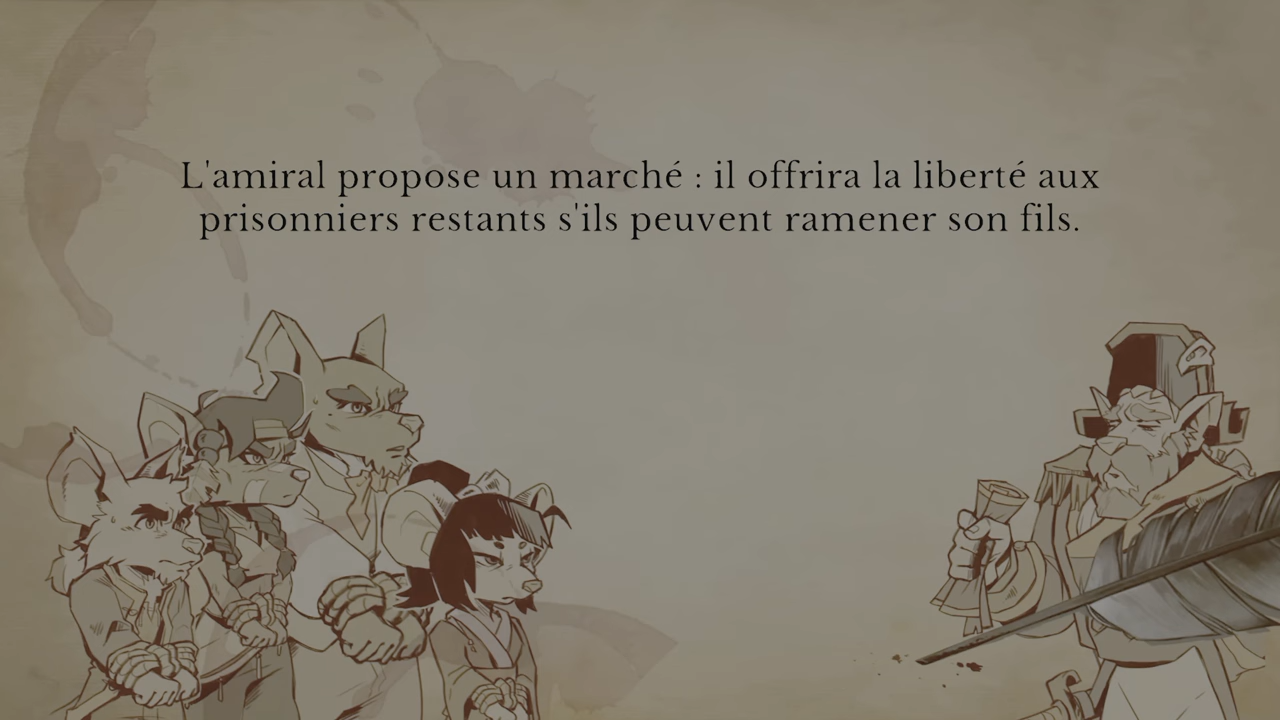 L'amiral propose un marché : il offrira la liberté aux
prisonniers restants s'ils peuvent ramener son fils.